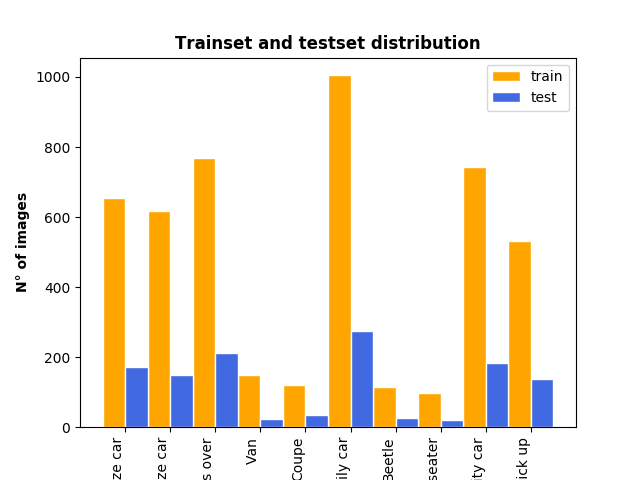 Trainset and testset distribution
train
test
N° of images
1000
800
600
400
200
0
ze car
ze car
s over
Van
Coupe
ily car
Beetle
seater
ity car
ick up